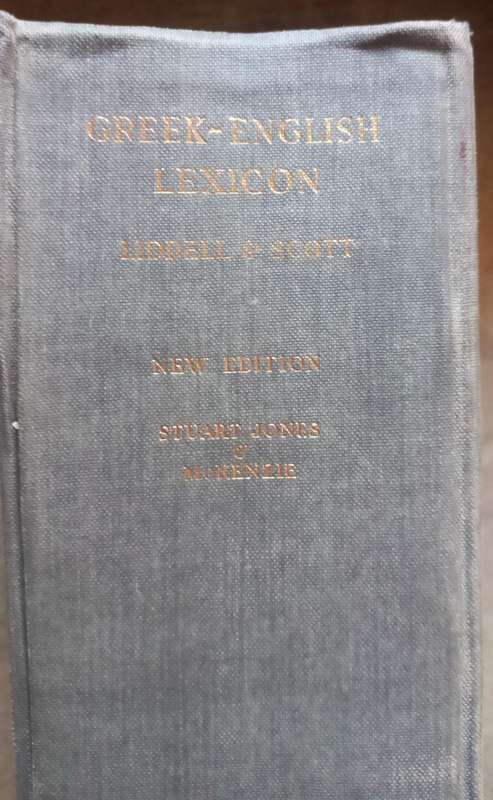 GREEK-ENGLISH
LEXICON
LIDDELL & SCOTT
NEW EDITION
STUART JONES
&
McKENZIE